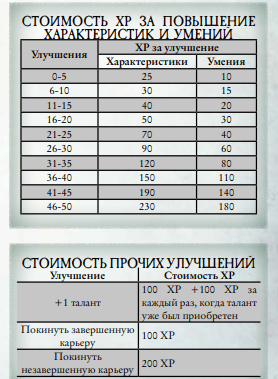 СТОИМОСТЬ XP ЗА ПОВЫШЕНИЕ
ХАРАКТЕРИСТИК И УМЕНИЙ
Улучшения XP за улучшение
Характеристики Умения
0-5 25 10
6-10 30 15
11-15 40 20
16-20 50 30
21-25 70 40
26-30 90 60
31-35 120 80
36-40 150 110
41-45 190 140
46-50 230 180
СТОИМОСТЬ ПРОЧИХ УЛУЧШЕНИЙ
Улучшение Стоимость XP
+1 талант 100 XP +100 XP за
каждый раз, когда талант
уже был приобретен
Покинуть завершенную
карьеру 100 XP
Покинуть
незавершенную карьеру 200 XP